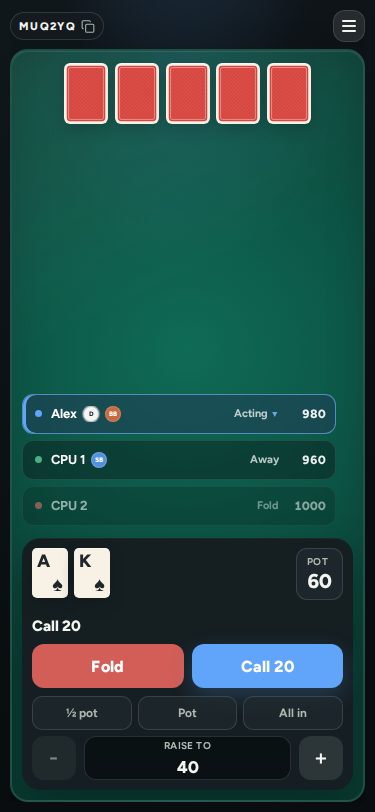 MUQ2YQ
Alex D BB Acting ▾ 980
CPU 1 SB Away 960
CPU 2 Fold 1000
A K
POT
60
Call 20
Fold Call 20
½ pot Pot All in
RAISE TO
- 40 +